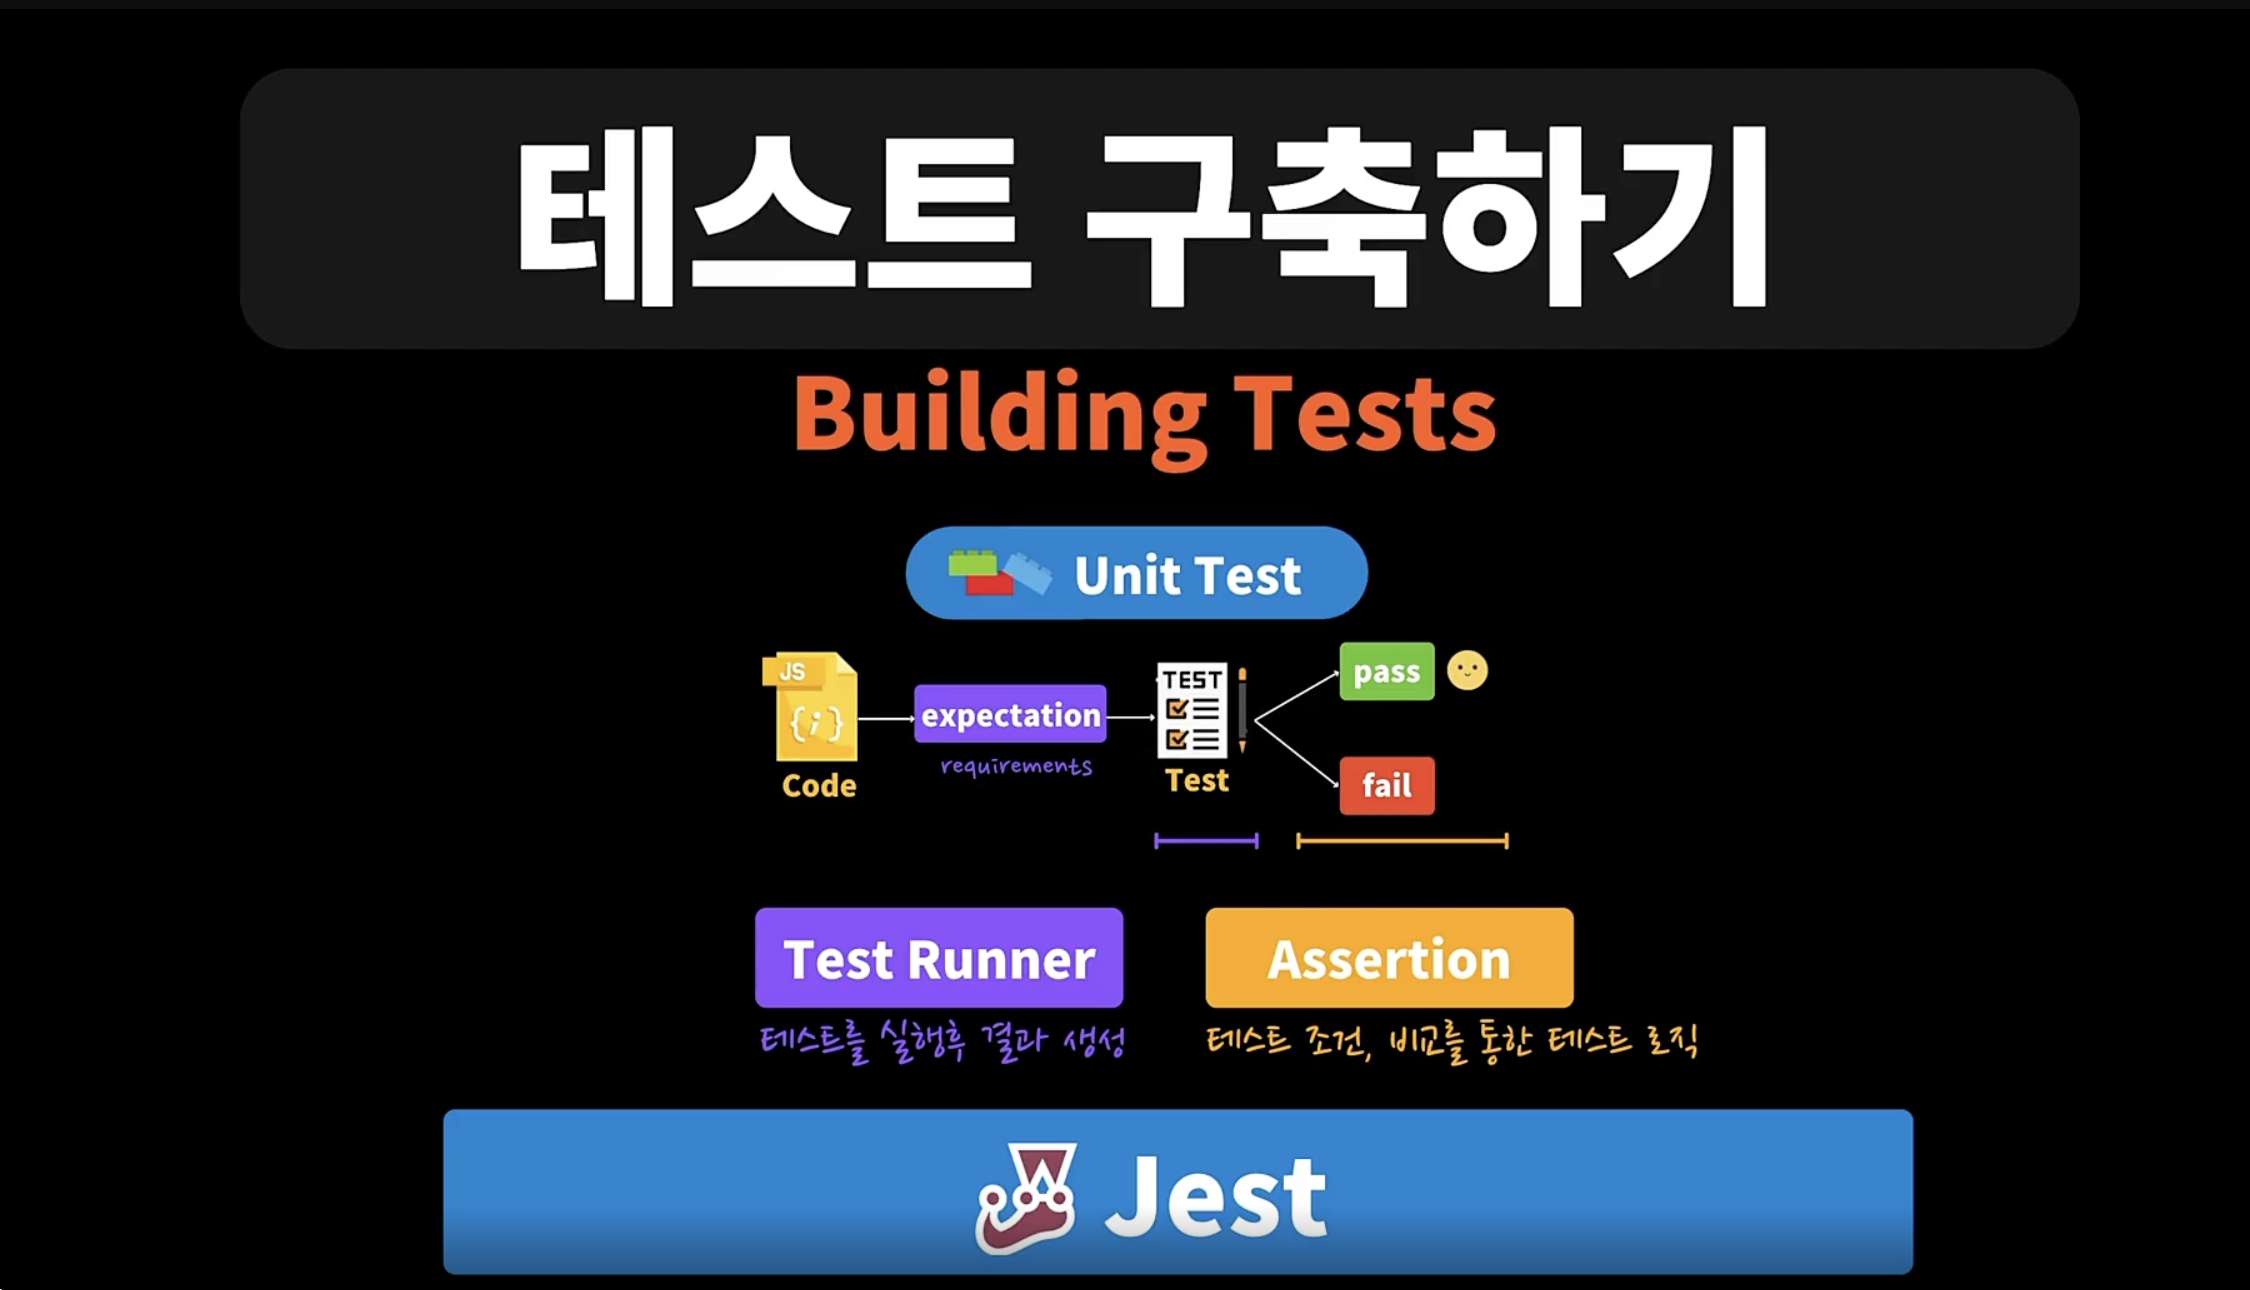 테스트 구축하기
Building Tests
Unit Test
JS
{;}
Code
expectation
requirements
TEST
Test
pass
fail
Test Runner
Assertion
테스트를 실행후 결과 생성
테스트 조건, 비교를 통한 테스트 로직
Jest